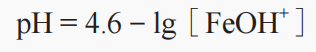 pH = 4.6 − lg [ FeOH⁺ ]